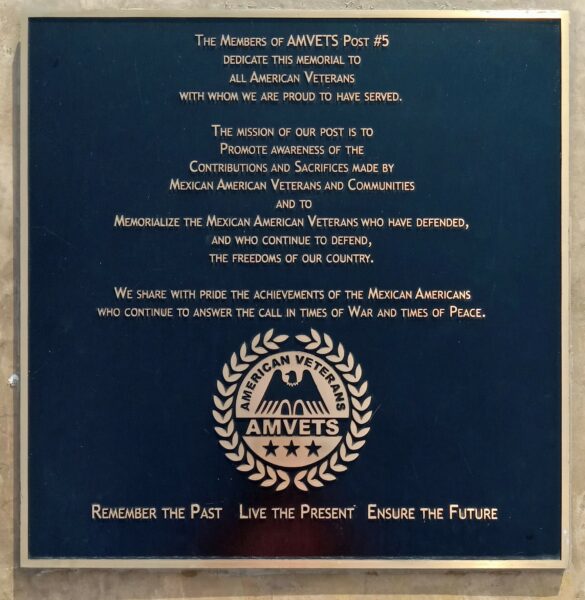 The Members of AMVETS Post #5
dedicate this memorial to
all American Veterans
with whom we are proud to have served.
The mission of our post is to
Promote awareness of the
Contributions and Sacrifices made by
Mexican American Veterans and Communities
and to
Memorialize the Mexican American Veterans who have defended,
and who continue to defend,
the freedoms of our country.
We share with pride the achievements of the Mexican Americans
who continue to answer the call in times of War and times of Peace.
AMERICAN VETERANS
AMVETS
Remember the Past Live the Present Ensure the Future